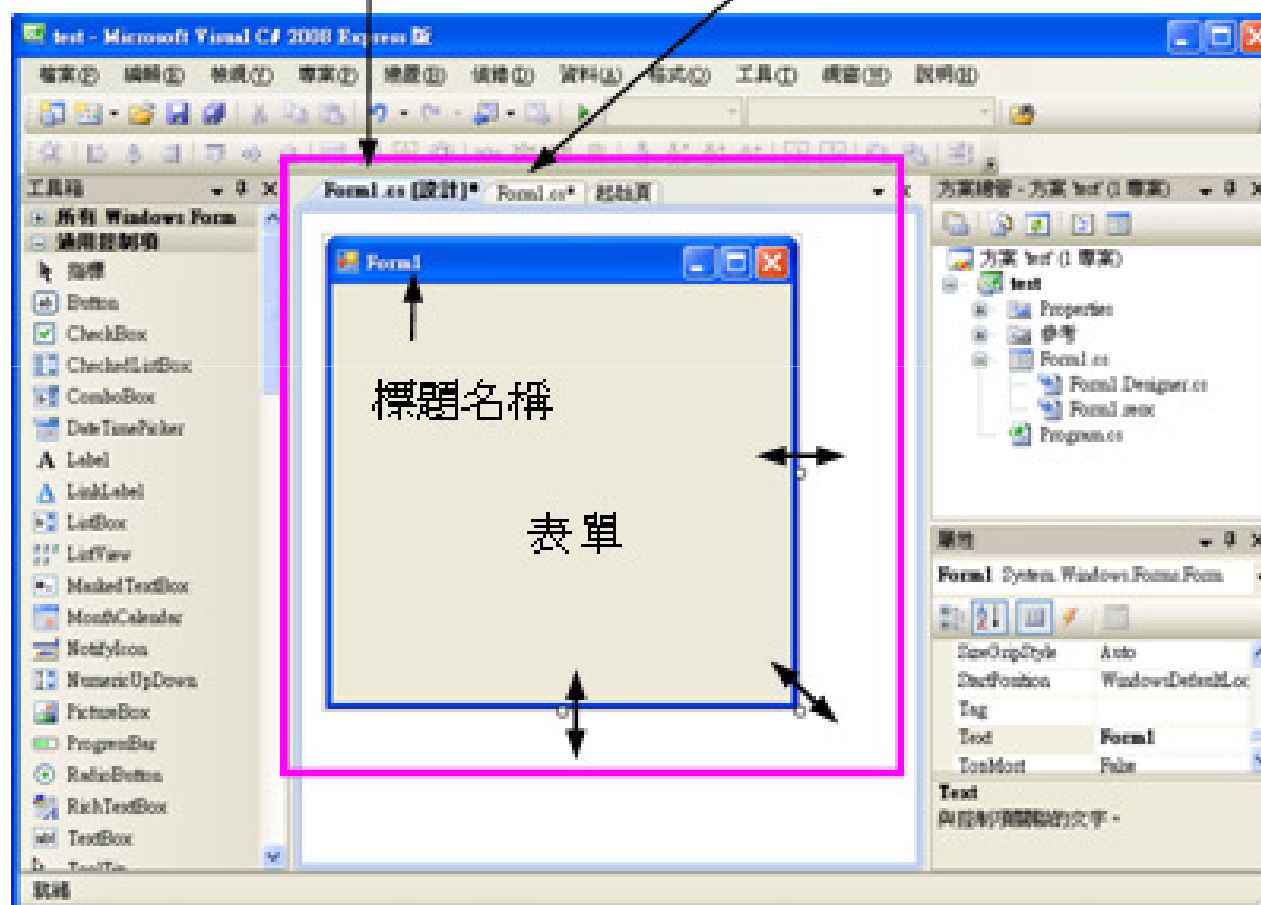 test - Microsoft Visual C# 2008 Express 版
檔案(F) 編輯(E) 檢視(V) 專案(P) 建置(B) 偵錯(D) 資料(A) 格式(O) 工具(T) 視窗(W) 說明(H)
工具箱
所有 Windows Form
通用控制項
指標
Button
CheckBox
CheckedListBox
ComboBox
DateTimePicker
Label
LinkLabel
ListBox
ListView
MaskedTextBox
MonthCalendar
NotifyIcon
NumericUpDown
PictureBox
ProgressBar
RadioButton
RichTextBox
TextBox
ToolTip
Form1.cs [設計]* Form1.cs* 起始頁
Form1
標題名稱
表單
方案總管 - 方案 'test' (1 專案)
方案 'test' (1 專案)
test
Properties
參考
Form1.cs
Form1.Designer.cs
Form1.resx
Program.cs
屬性
Form1 System.Windows.Forms.Form
SizeGripStyle Auto
StartPosition WindowsDefaultLoc
Tag
Text Form1
TopMost False
Text
與控制項關聯的文字。
就緒